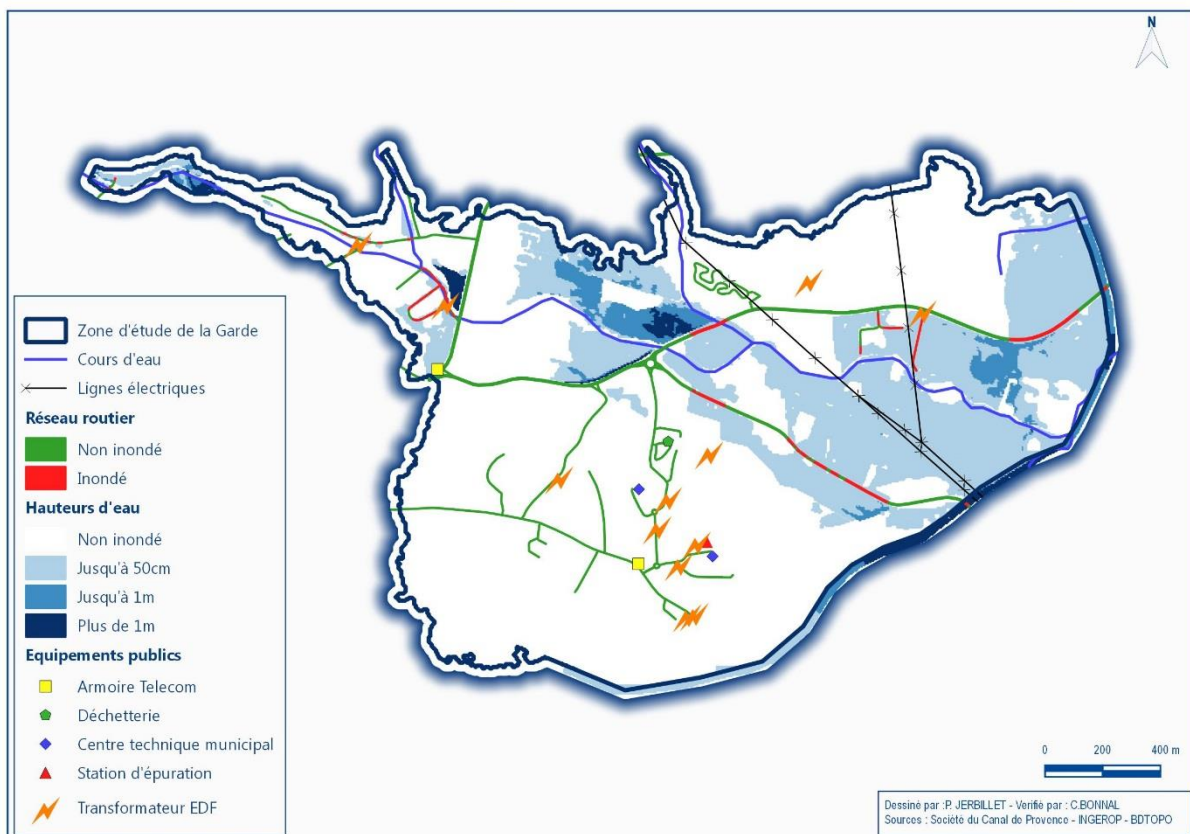 N
Zone d'étude de la Garde
Cours d'eau
Lignes électriques
Réseau routier
Non inondé
Inondé
Hauteurs d'eau
Non inondé
Jusqu'à 50cm
Jusqu'à 1m
Plus de 1m
Equipements publics
Armoire Telecom
Déchetterie
Centre technique municipal
Station d'épuration
Transformateur EDF
0 200 400 m
Dessiné par :P. JERBILLET - Verifié par : C.BONNAL
Sources : Société du Canal de Provence - INGEROP - BDTOPO